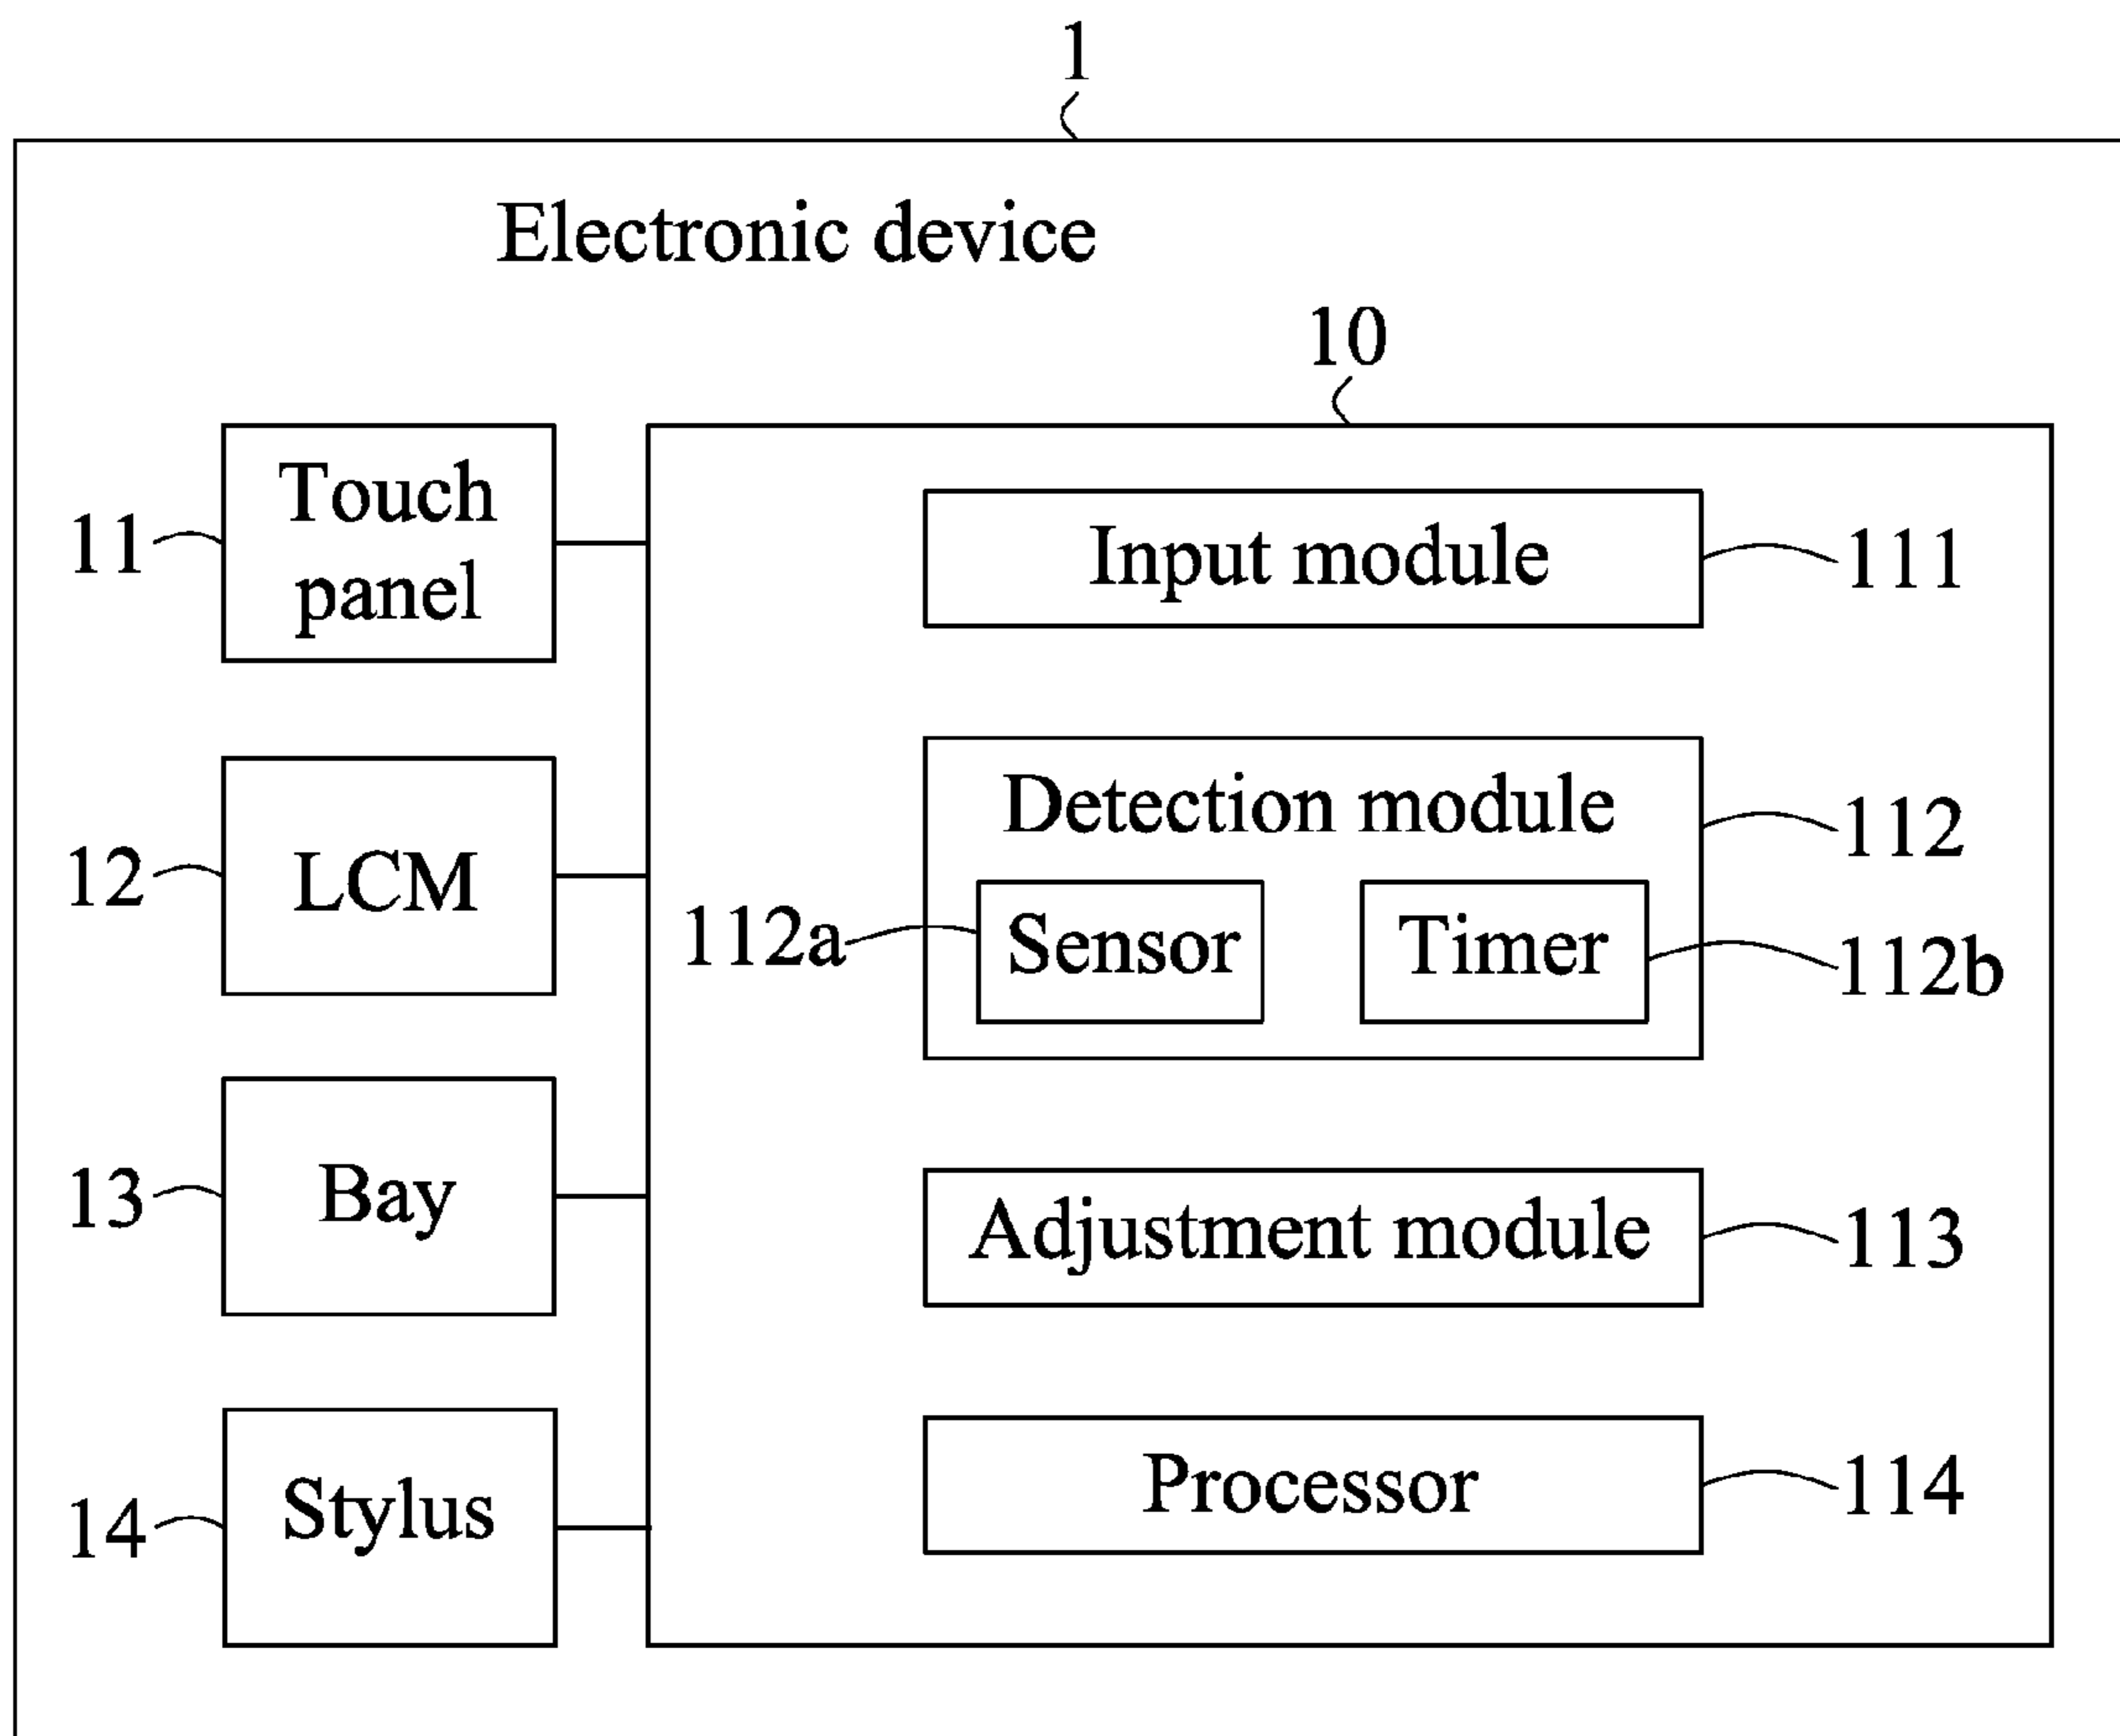 1
Electronic device
10
Touch
panel
11
Input module
111
Detection module
112
LCM
12
112a
Sensor
Timer
112b
Bay
13
Adjustment module
113
Stylus
14
Processor
114